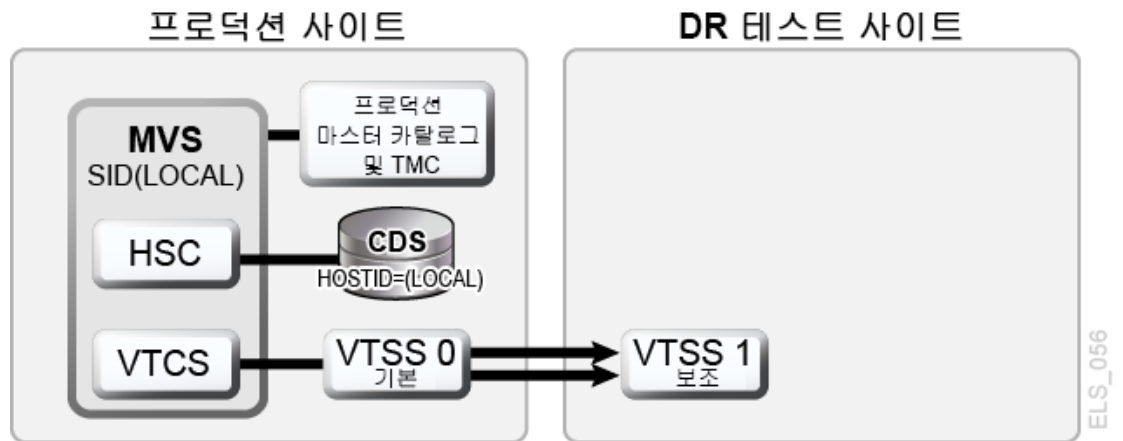 프로덕션 사이트
DR 테스트 사이트
MVS
SID(LOCAL)
프로덕션
마스터 카탈로그
및 TMC
HSC
CDS
HOSTID=(LOCAL)
VTCS
VTSS 0
기본
VTSS 1
보조
ELS_056